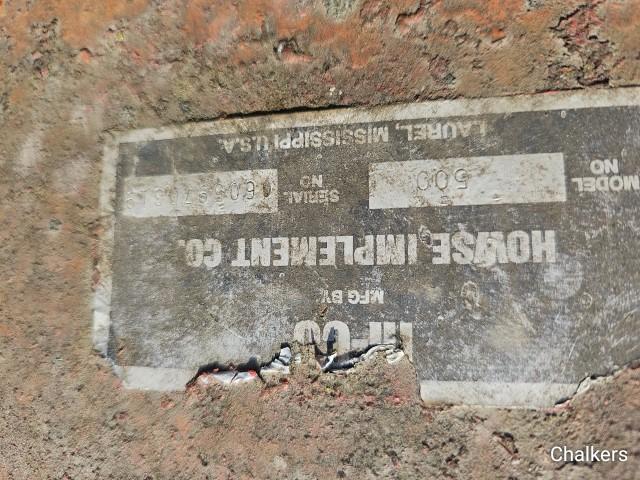 MFG BY
HOWSE IMPLEMENT CO.
MODEL NO 500 SERIAL NO
LAUREL, MISSISSIPPI U.S.A.
Chalkers